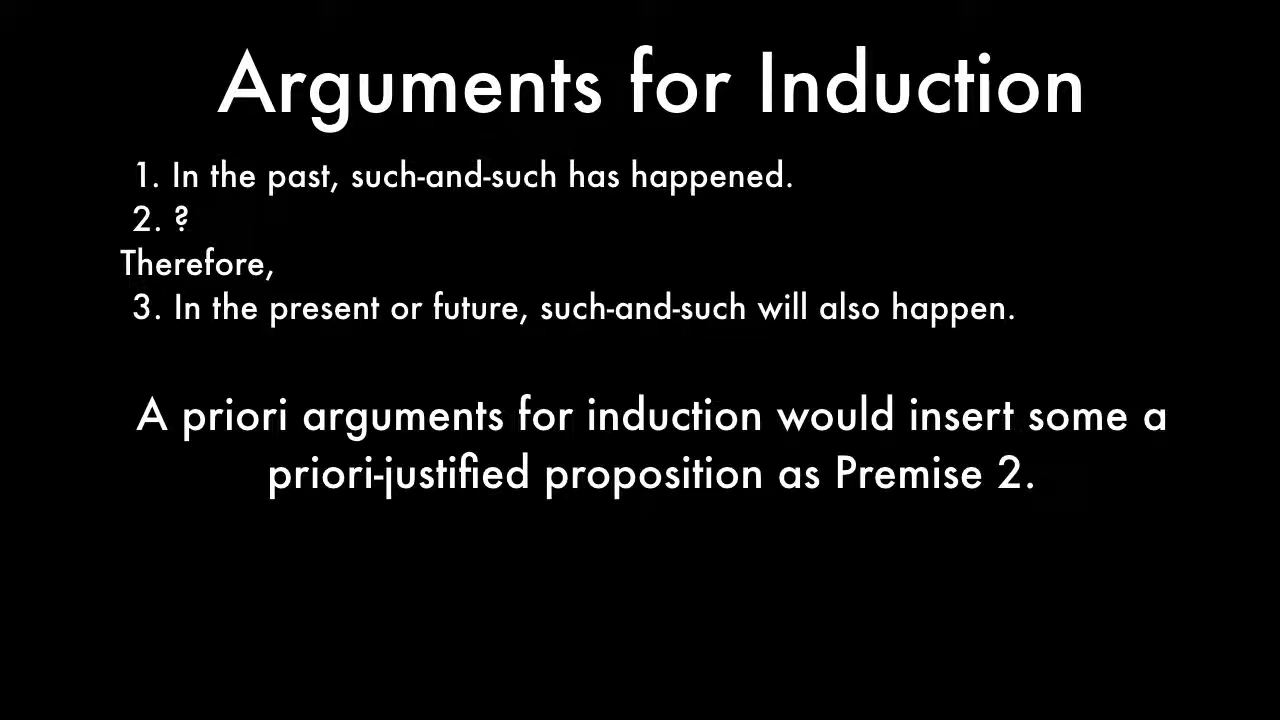 Arguments for Induction
1. In the past, such-and-such has happened.
2. ?
Therefore,
3. In the present or future, such-and-such will also happen.
A priori arguments for induction would insert some a
priori-justified proposition as Premise 2.